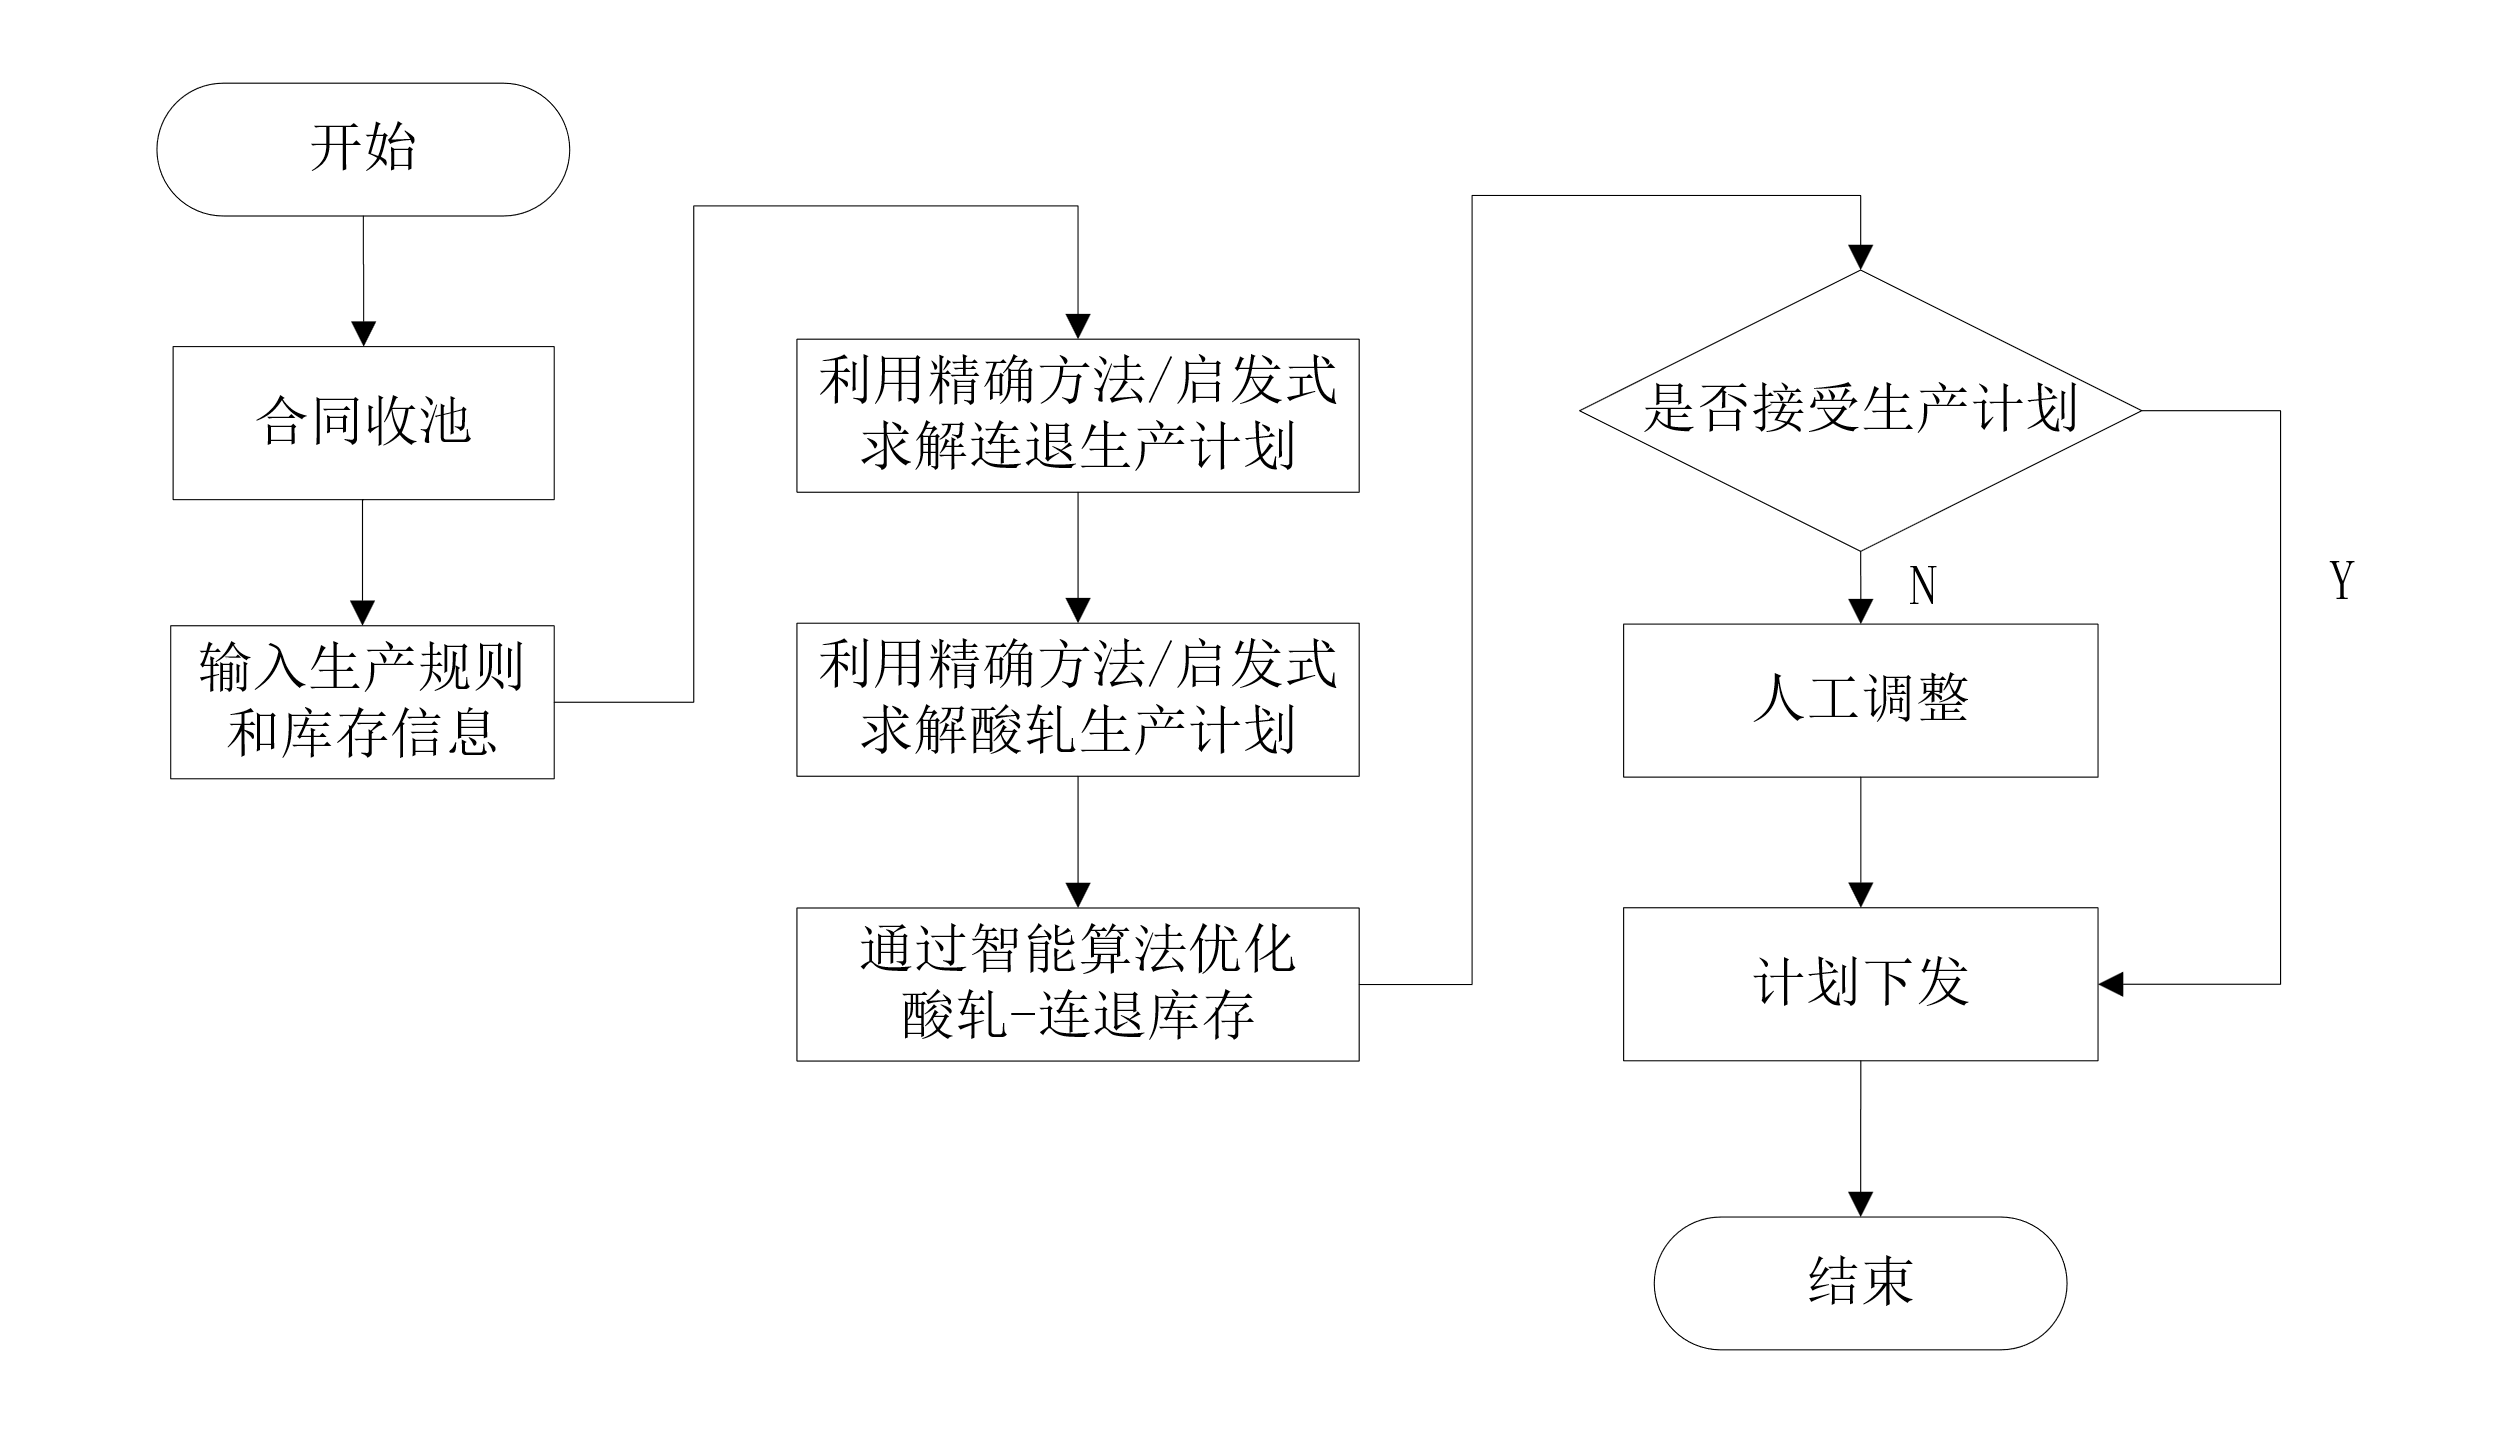 开始
合同收池
输入生产规则
和库存信息
利用精确方法/启发式
求解连退生产计划
利用精确方法/启发式
求解酸轧生产计划
通过智能算法优化
酸轧-连退库存
是否接受生产计划
N
Y
人工调整
计划下发
结束